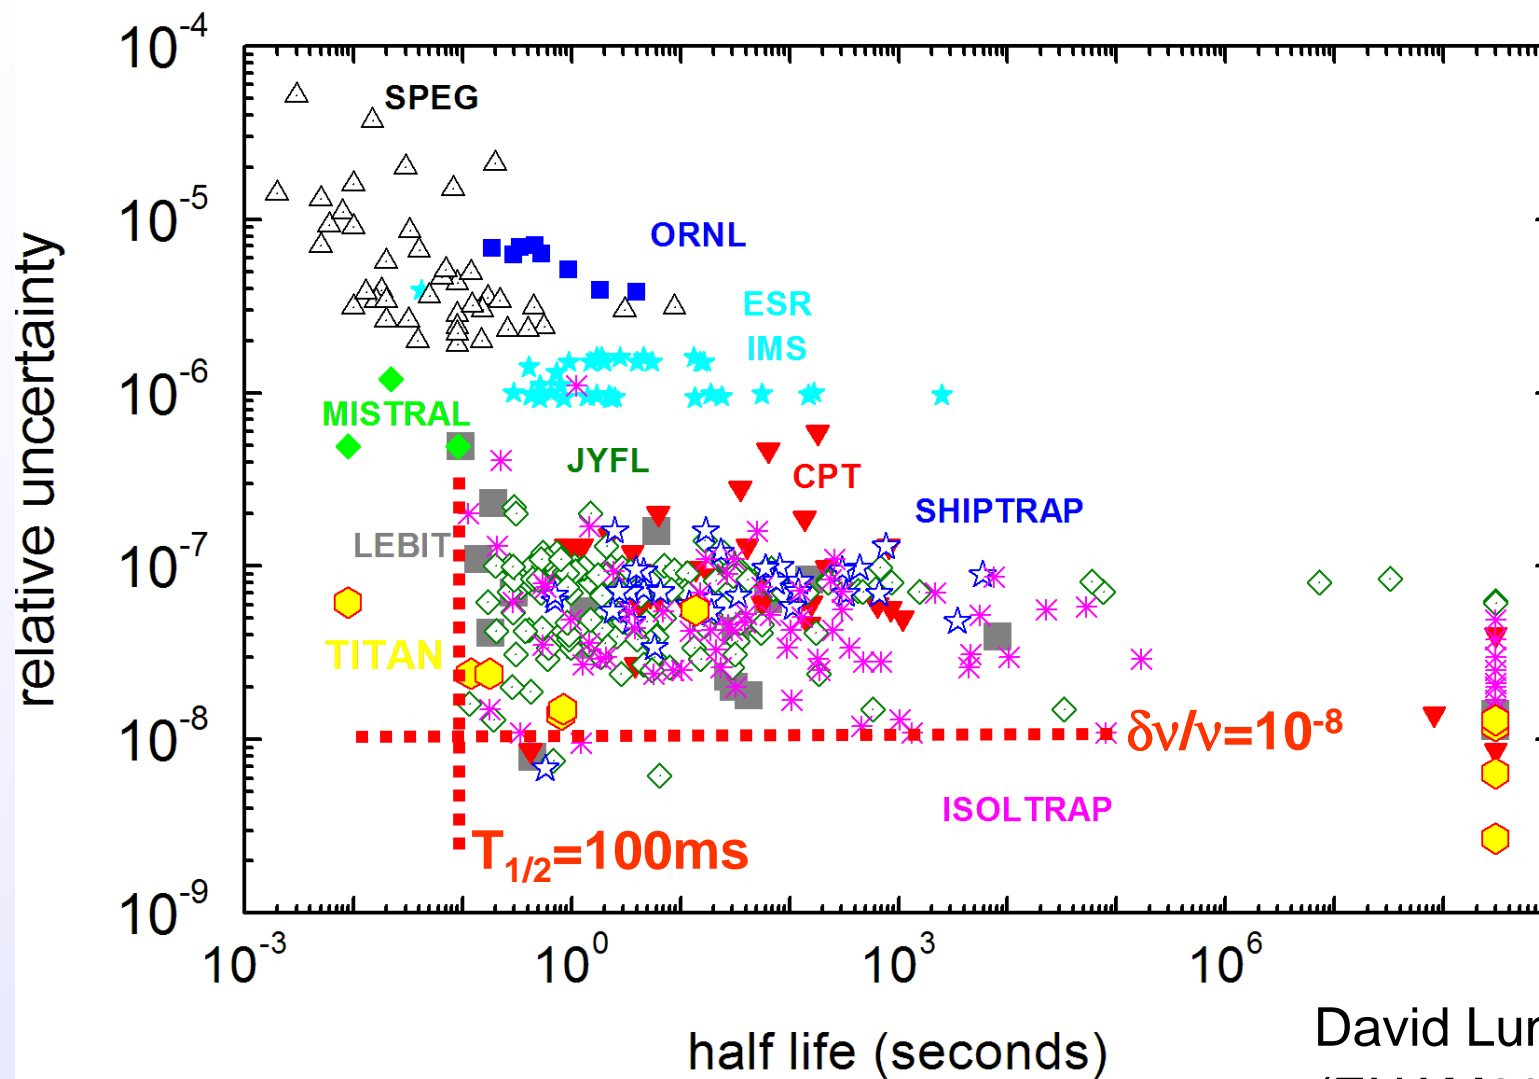 10⁻⁴
SPEG
10⁻⁵
ORNL
ESR
IMS
10⁻⁶
MISTRAL
JYFL
CPT
SHIPTRAP
LEBIT
10⁻⁷
TITAN
10⁻⁸
δν/ν=10⁻⁸
ISOLTRAP
T₁/₂=100ms
10⁻⁹
relative uncertainty
10⁻³ 10⁰ 10³ 10⁶
half life (seconds)
David